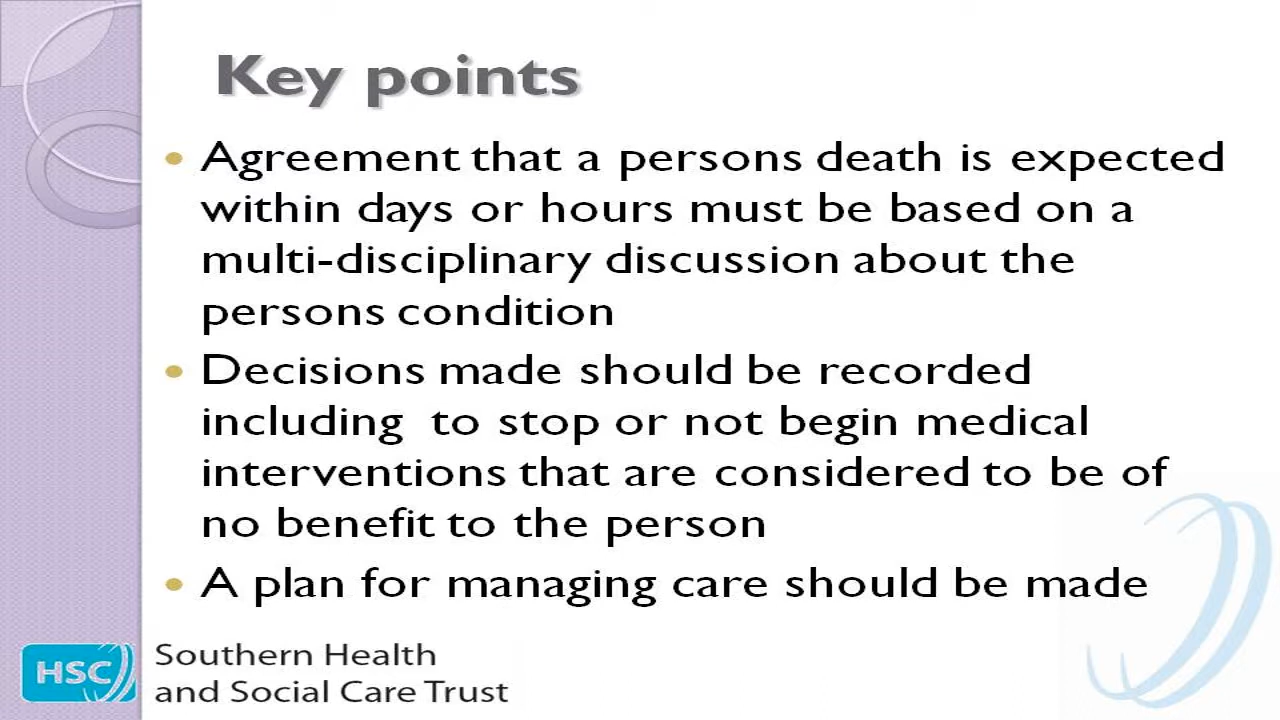 Key points
• Agreement that a persons death is expected
within days or hours must be based on a
multi-disciplinary discussion about the
persons condition
• Decisions made should be recorded
including  to stop or not begin medical
interventions that are considered to be of
no benefit to the person
• A plan for managing care should be made
HSC Southern Health
and Social Care Trust